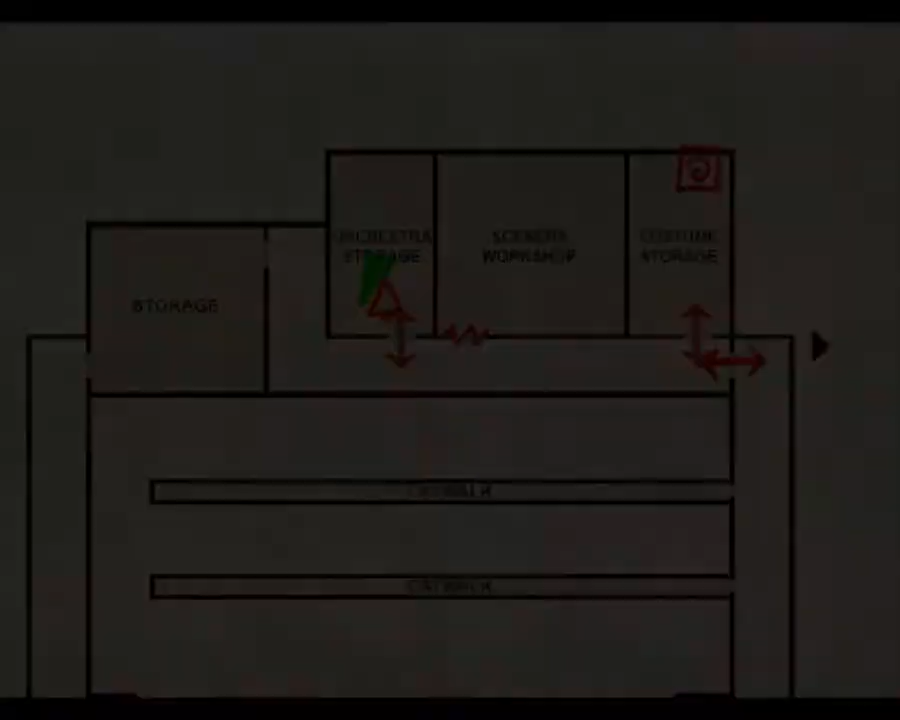 ORCHESTRA
STORAGE
SCENERY
WORKSHOP
COSTUME
STORAGE
STORAGE
CATWALK
CATWALK